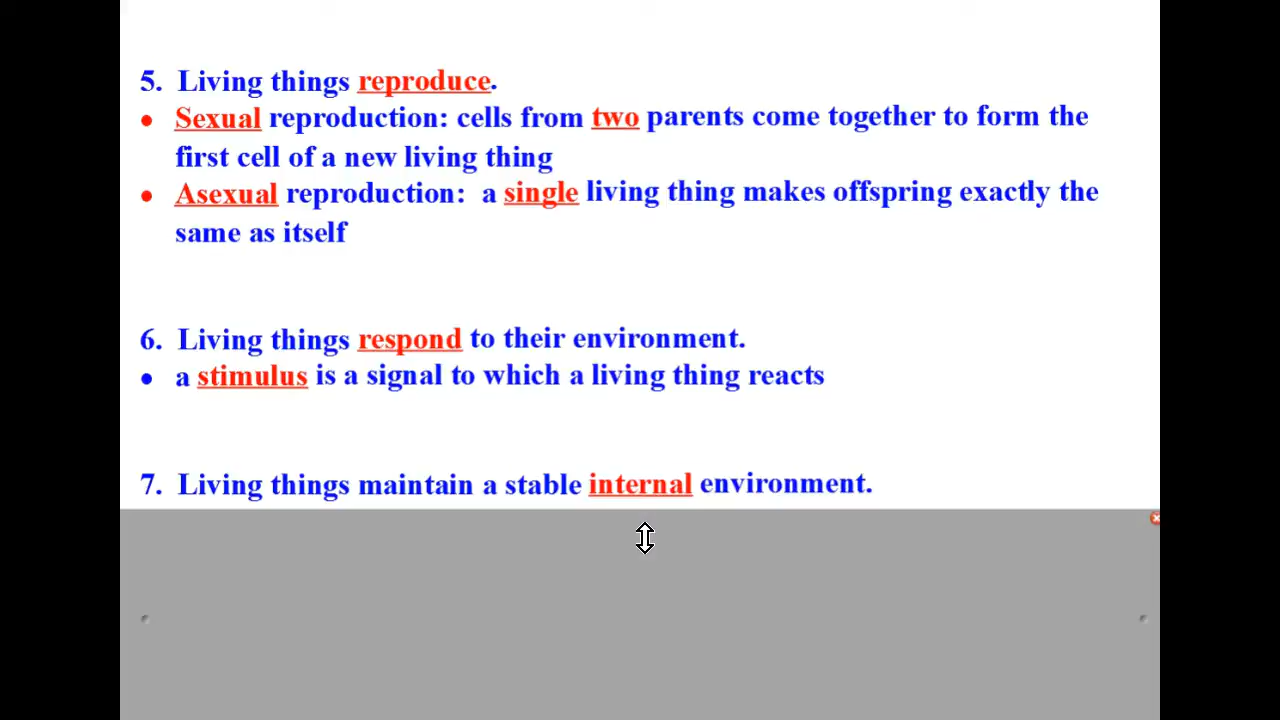 5. Living things reproduce.
• Sexual reproduction: cells from two parents come together to form the
first cell of a new living thing
• Asexual reproduction: a single living thing makes offspring exactly the
same as itself
6. Living things respond to their environment.
• a stimulus is a signal to which a living thing reacts
7. Living things maintain a stable internal environment.